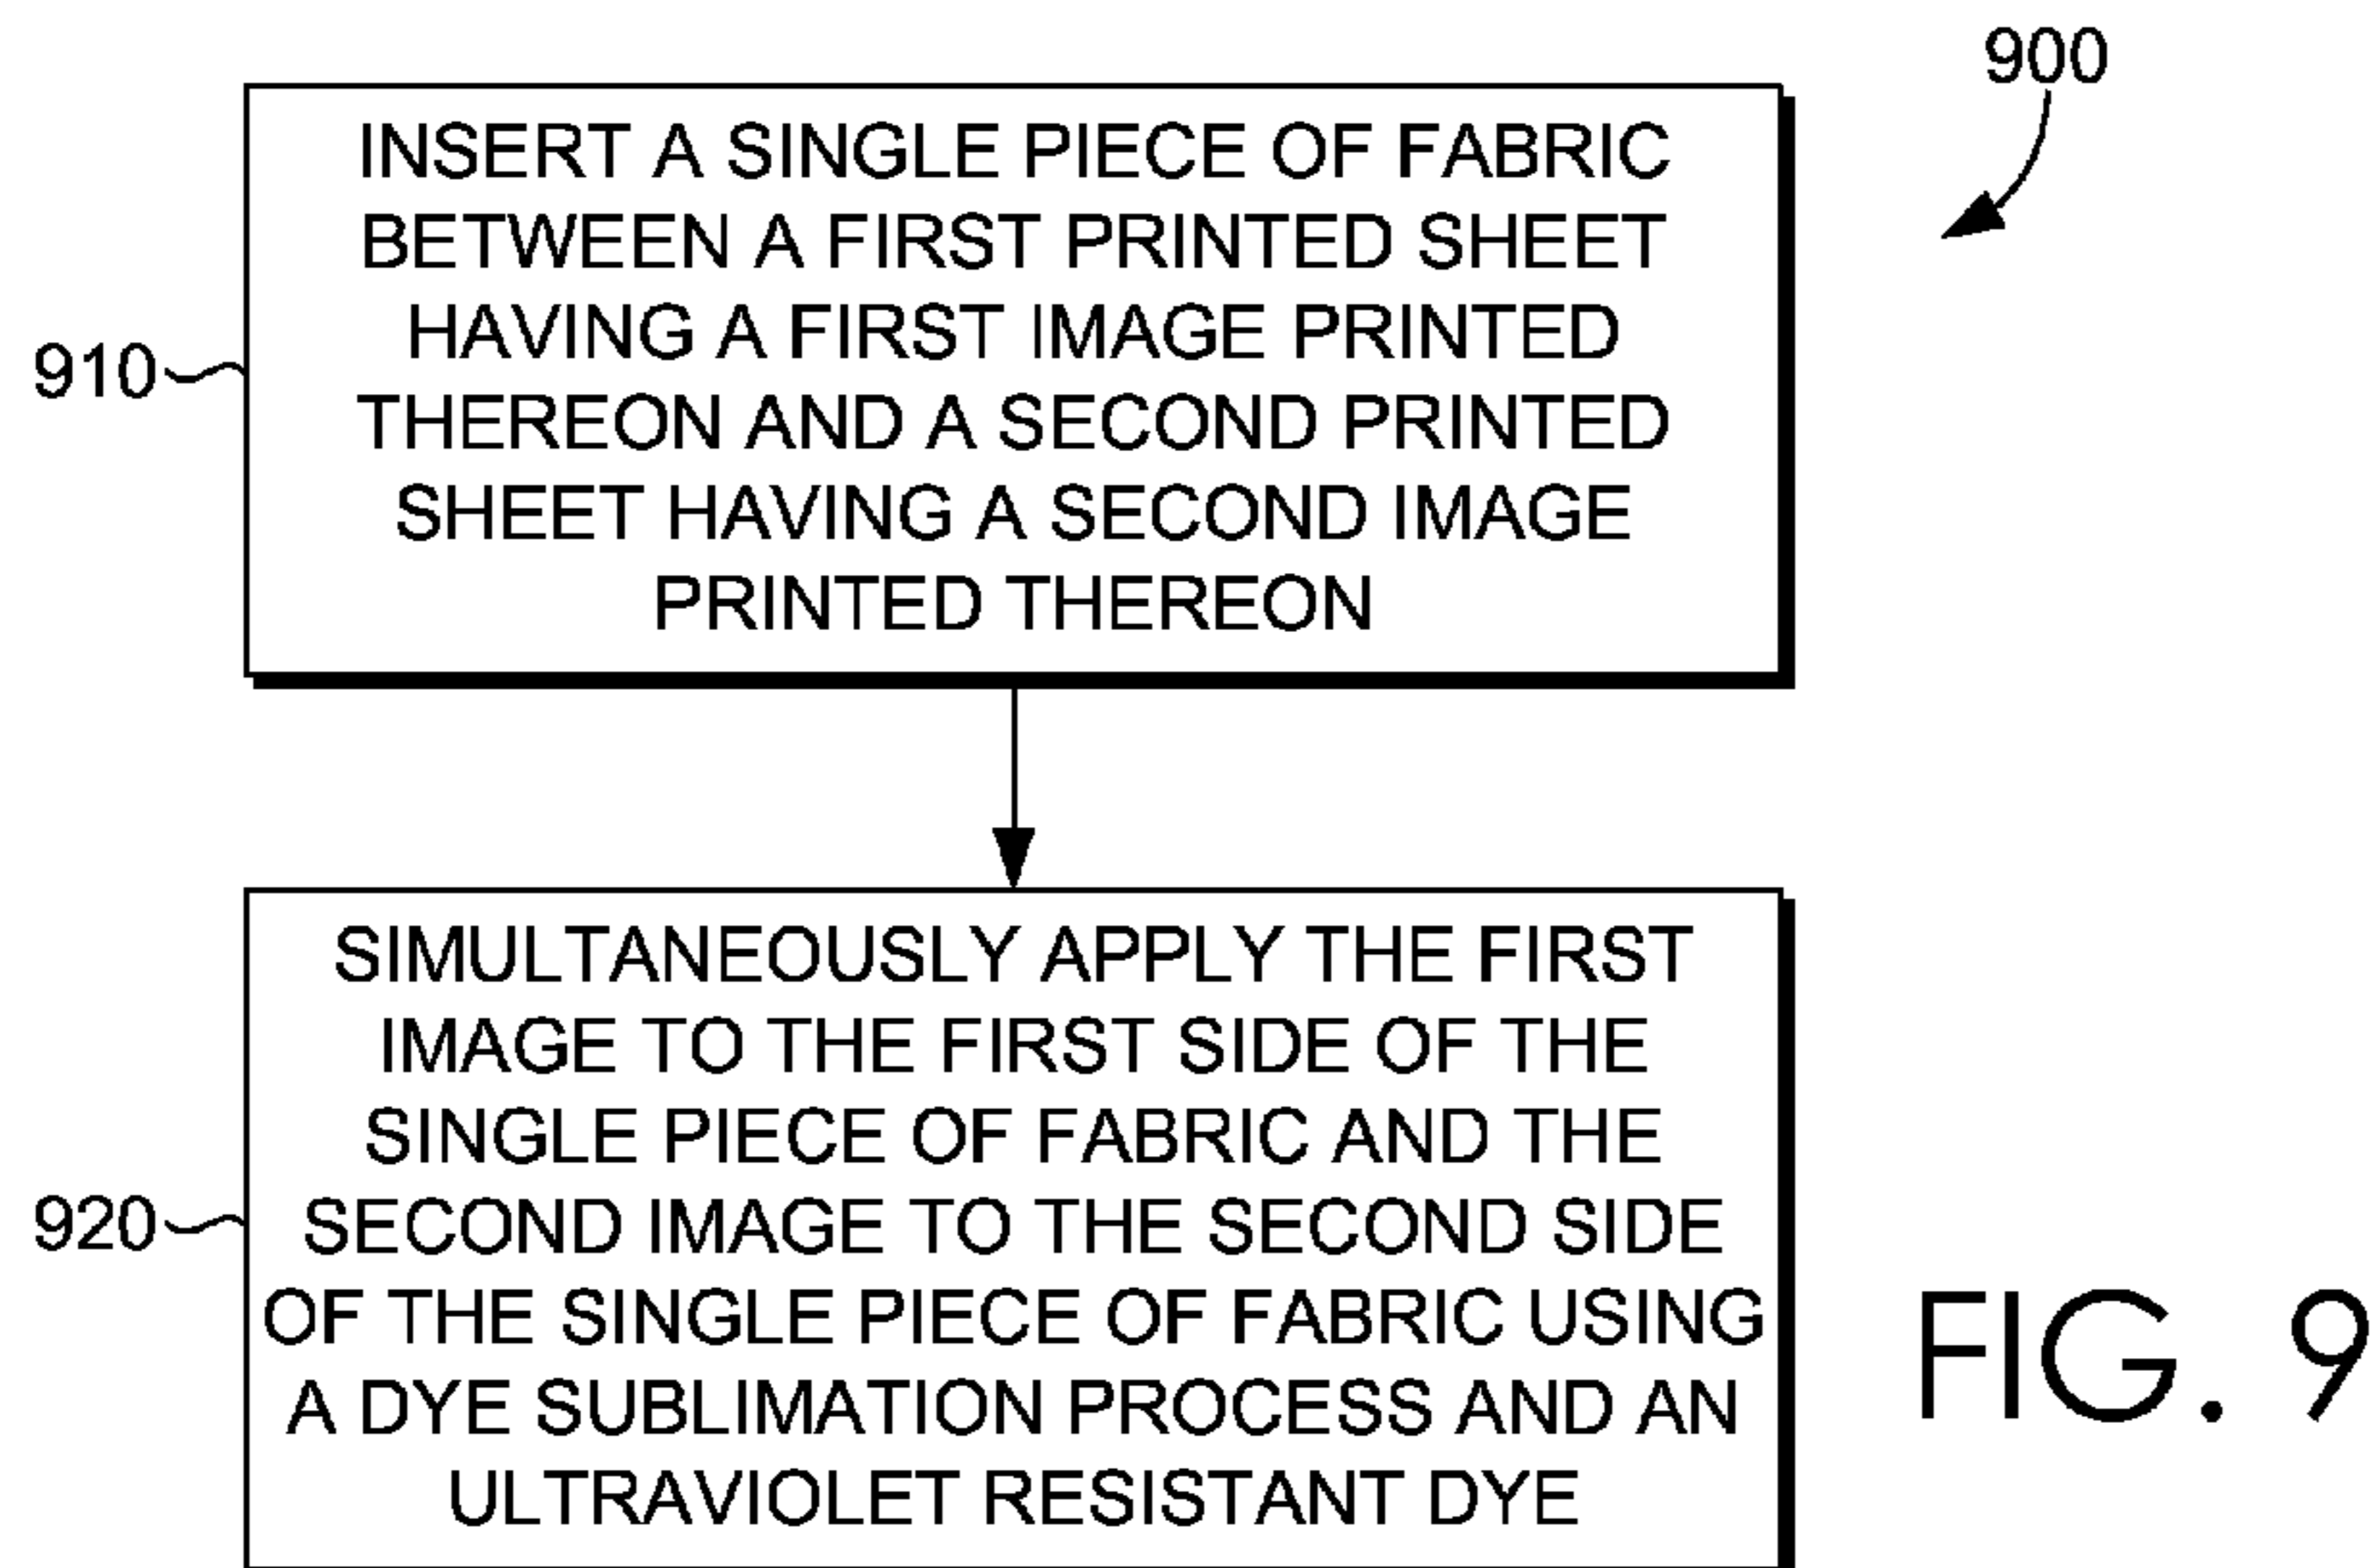 900
INSERT A SINGLE PIECE OF FABRIC
BETWEEN A FIRST PRINTED SHEET
HAVING A FIRST IMAGE PRINTED
THEREON AND A SECOND PRINTED
SHEET HAVING A SECOND IMAGE
PRINTED THEREON
910
SIMULTANEOUSLY APPLY THE FIRST
IMAGE TO THE FIRST SIDE OF THE
SINGLE PIECE OF FABRIC AND THE
SECOND IMAGE TO THE SECOND SIDE
OF THE SINGLE PIECE OF FABRIC USING
A DYE SUBLIMATION PROCESS AND AN
ULTRAVIOLET RESISTANT DYE
920
FIG. 9